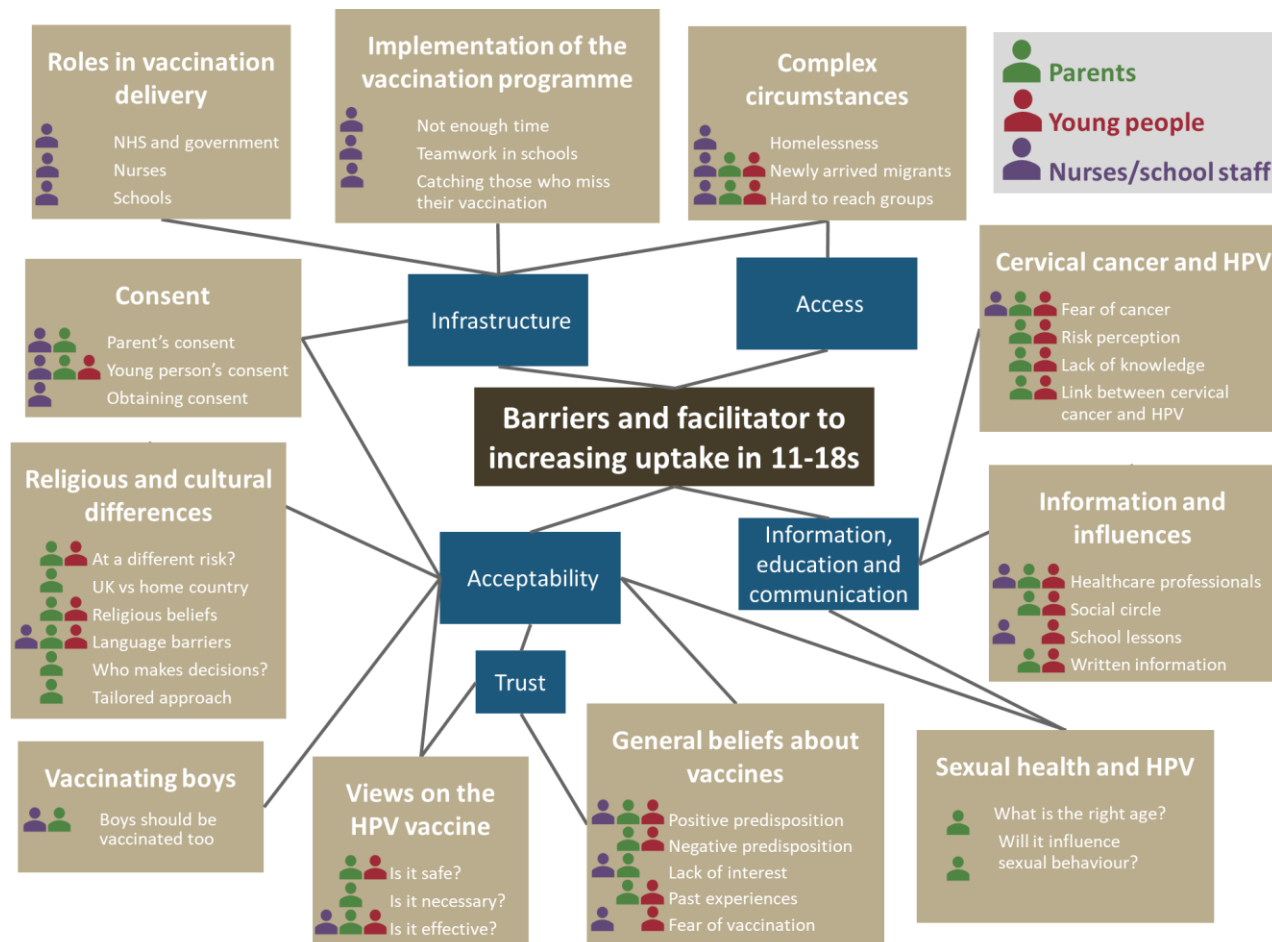 Roles in vaccination
delivery
NHS and government
Nurses
Schools
Implementation of the
vaccination programme
Not enough time
Teamwork in schools
Catching those who miss
their vaccination
Complex
circumstances
Homelessness
Newly arrived migrants
Hard to reach groups
Parents
Young people
Nurses/school staff
Consent
Parent's consent
Young person's consent
Obtaining consent
Infrastructure
Access
Cervical cancer and HPV
Fear of cancer
Risk perception
Lack of knowledge
Link between cervical
cancer and HPV
Barriers and facilitator to
increasing uptake in 11-18s
Religious and cultural
differences
At a different risk?
UK vs home country
Religious beliefs
Language barriers
Who makes decisions?
Tailored approach
Acceptability
Information,
education and
communication
Information and
influences
Healthcare professionals
Social circle
School lessons
Written information
Trust
Vaccinating boys
Boys should be
vaccinated too
Views on the
HPV vaccine
Is it safe?
Is it necessary?
Is it effective?
General beliefs about
vaccines
Positive predisposition
Negative predisposition
Lack of interest
Past experiences
Fear of vaccination
Sexual health and HPV
What is the right age?
Will it influence
sexual behaviour?